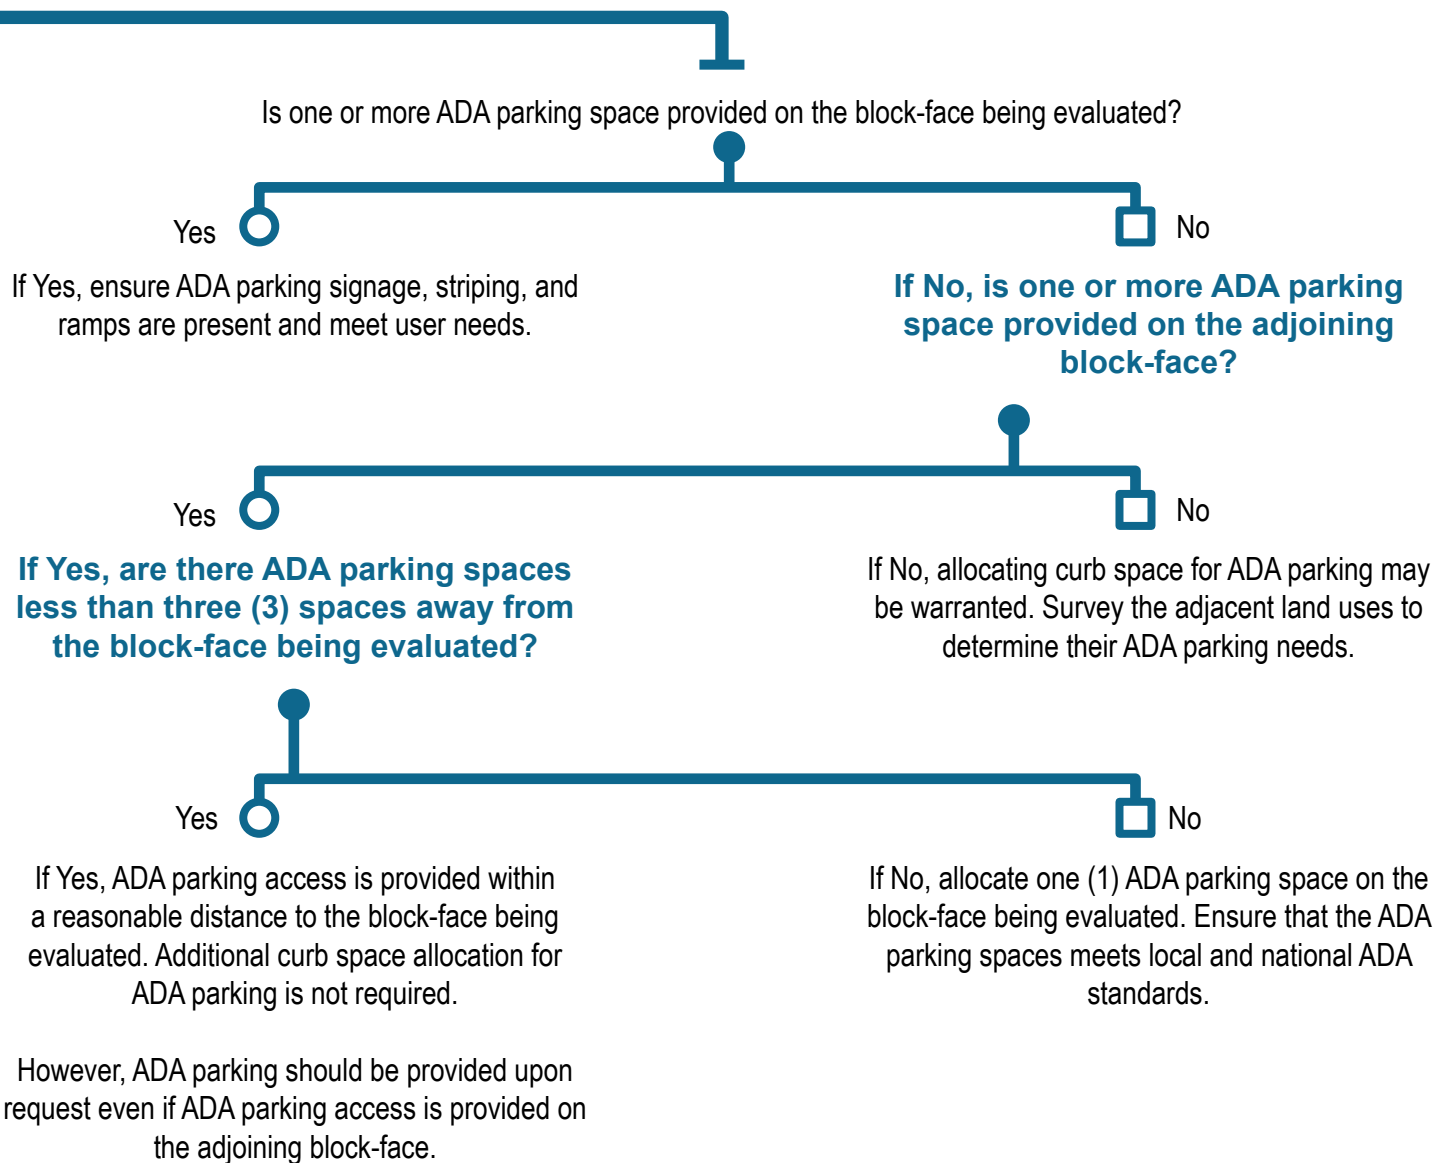 Is one or more ADA parking space provided on the block-face being evaluated?
Yes
No
If Yes, ensure ADA parking signage, striping, and
ramps are present and meet user needs.
If No, is one or more ADA parking
space provided on the adjoining
block-face?
Yes
No
If Yes, are there ADA parking spaces
less than three (3) spaces away from
the block-face being evaluated?
If No, allocating curb space for ADA parking may
be warranted. Survey the adjacent land uses to
determine their ADA parking needs.
Yes
No
If Yes, ADA parking access is provided within
a reasonable distance to the block-face being
evaluated. Additional curb space allocation for
ADA parking is not required.
However, ADA parking should be provided upon
request even if ADA parking access is provided on
the adjoining block-face.
If No, allocate one (1) ADA parking space on the
block-face being evaluated. Ensure that the ADA
parking spaces meets local and national ADA
standards.